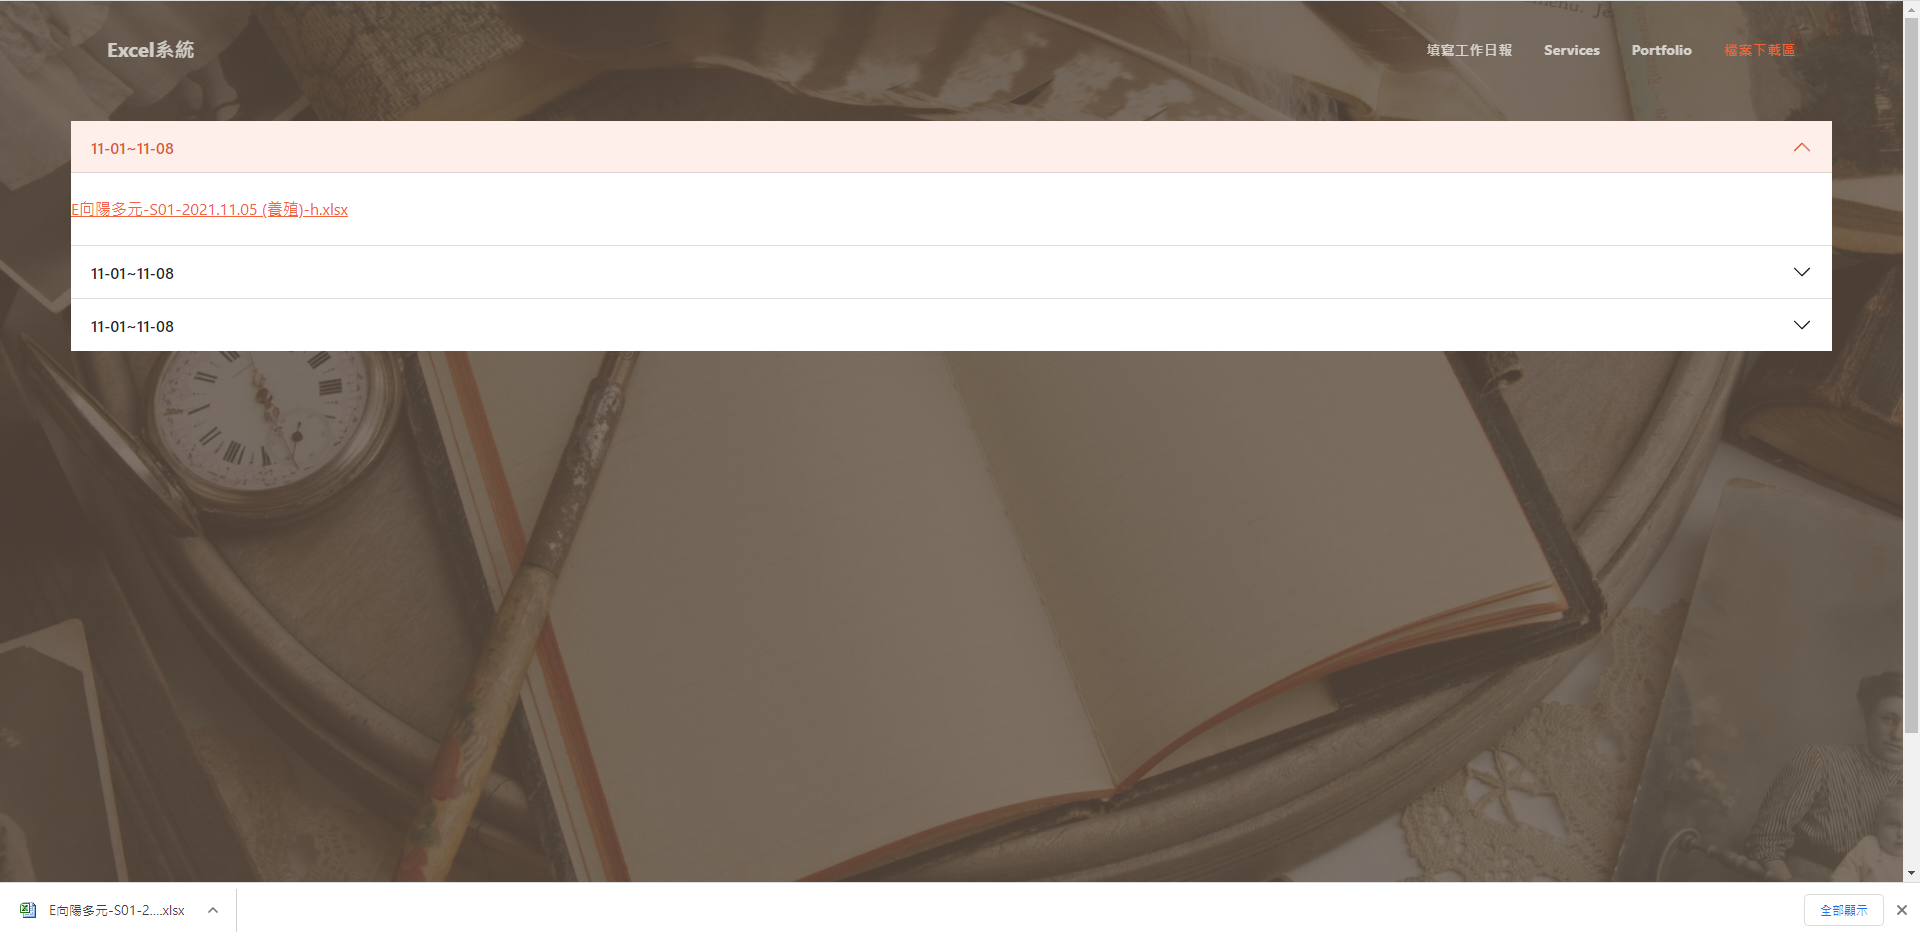 Excel系統
填寫工作日報 Services Portfolio 檔案下載區
11-01~11-08
E向陽多元-S01-2021.11.05 (養殖)-h.xlsx
11-01~11-08
11-01~11-08
E向陽多元-S01-2....xlsx
全部顯示